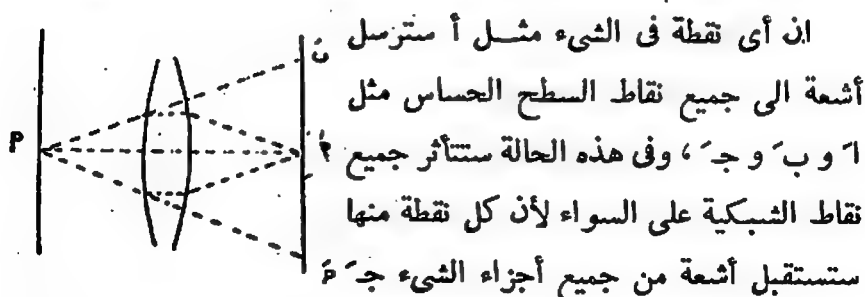 ان أى نقطة فى الشىء مثل أ سترسل
أشعة الى جميع نقاط السطح الحساس مثل
اَ و بَ و جـَ ، وفى هذه الحالة ستتأثر جميع
نقاط الشبكية على السواء لأن كل نقطة منها
ستستقبل أشعة من جميع أجزاء الشىء جـَ